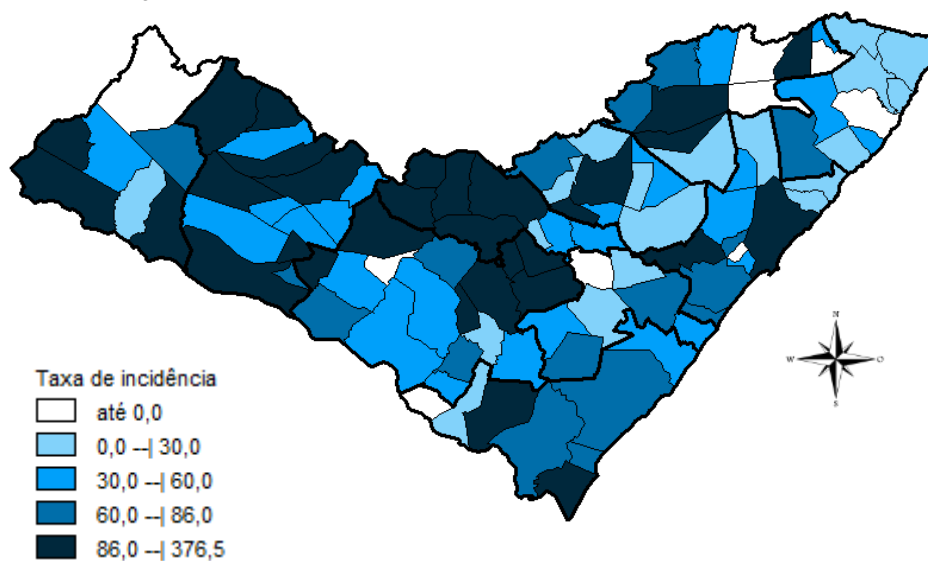 N
W
O
S
Taxa de incidência
até 0,0
0,0 --| 30,0
30,0 --| 60,0
60,0 --| 86,0
86,0 --| 376,5